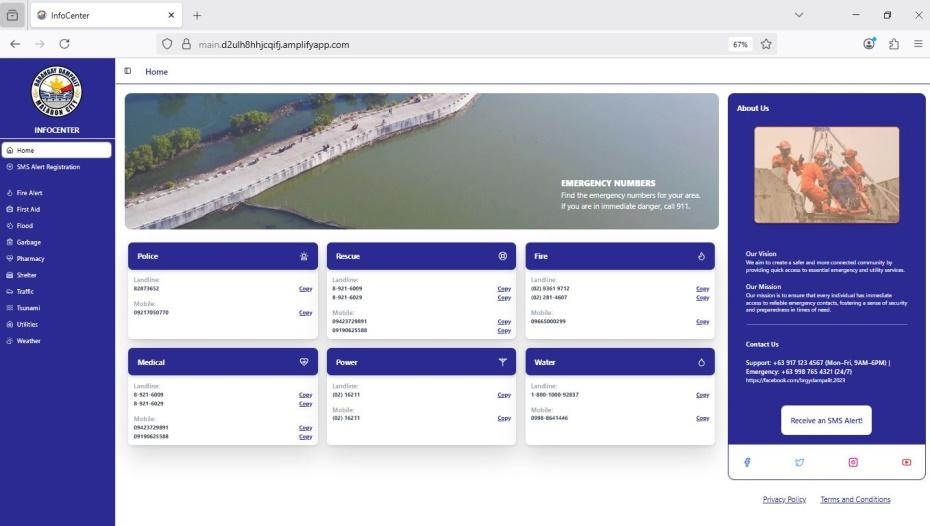 InfoCenter
main.d2ulh8hhjcqifj.amplifyapp.com
67%
BARANGAY DAMPALIT
MALABON CITY
INFOCENTER
Home
SMS Alert Registration
Fire Alert
First Aid
Flood
Garbage
Pharmacy
Shelter
Traffic
Tsunami
Utilities
Weather
Home
EMERGENCY NUMBERS
Find the emergency numbers for your area.
If you are in immediate danger, call 911.
Police
Landline:
82873652 Copy
Mobile:
09217050770 Copy
Rescue
Landline:
8-921-6009 Copy
8-921-6029 Copy
Mobile:
09423729891 Copy
09190625588 Copy
Fire
Landline:
(02) 8361 9712 Copy
(02) 281-4607 Copy
Mobile:
09665000299 Copy
Medical
Landline:
8-921-6009 Copy
8-921-6029 Copy
Mobile:
09423729891 Copy
09190625588 Copy
Power
Landline:
(02) 16211 Copy
Mobile:
(02) 16211 Copy
Water
Landline:
1-800-1000-92837 Copy
Mobile:
0998-8641446 Copy
About Us
Our Vision
We aim to create a safer and more connected community by
providing quick access to essential emergency and utility services.
Our Mission
Our mission is to ensure that every individual has immediate
access to reliable emergency contacts, fostering a sense of security
and preparedness in times of need.
Contact Us
Support: +63 917 123 4567 (Mon–Fri, 9AM–6PM) |
Emergency: +63 998 765 4321 (24/7)
https://facebook.com/brgydampalit.2023
Receive an SMS Alert!
Privacy Policy Terms and Conditions